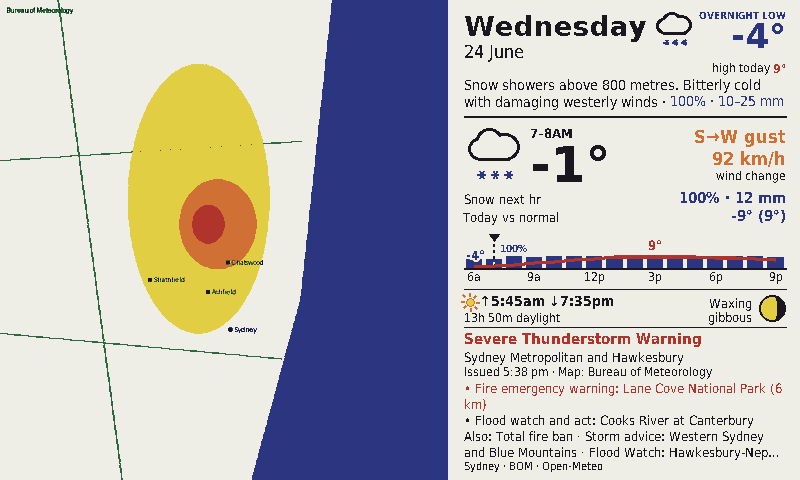 Bureau of Meteorology
Chatswood
Strathfield
Ashfield
Sydney
Wednesday
24 June
OVERNIGHT LOW
-4°
high today 9°
Snow showers above 800 metres. Bitterly cold
with damaging westerly winds · 100% · 10–25 mm
7–8AM
-1°
S→W gust
92 km/h
wind change
Snow next hr
100% · 12 mm
Today vs normal
-9° (9°)
-4°
100%
9°
6a 9a 12p 3p 6p 9p
↑5:45am ↓7:35pm
13h 50m daylight
Waxing
gibbous
Severe Thunderstorm Warning
Sydney Metropolitan and Hawkesbury
Issued 5:38 pm · Map: Bureau of Meteorology
• Fire emergency warning: Lane Cove National Park (6
km)
• Flood watch and act: Cooks River at Canterbury
Also: Total fire ban · Storm advice: Western Sydney
and Blue Mountains · Flood Watch: Hawkesbury-Nep...
Sydney · BOM · Open-Meteo